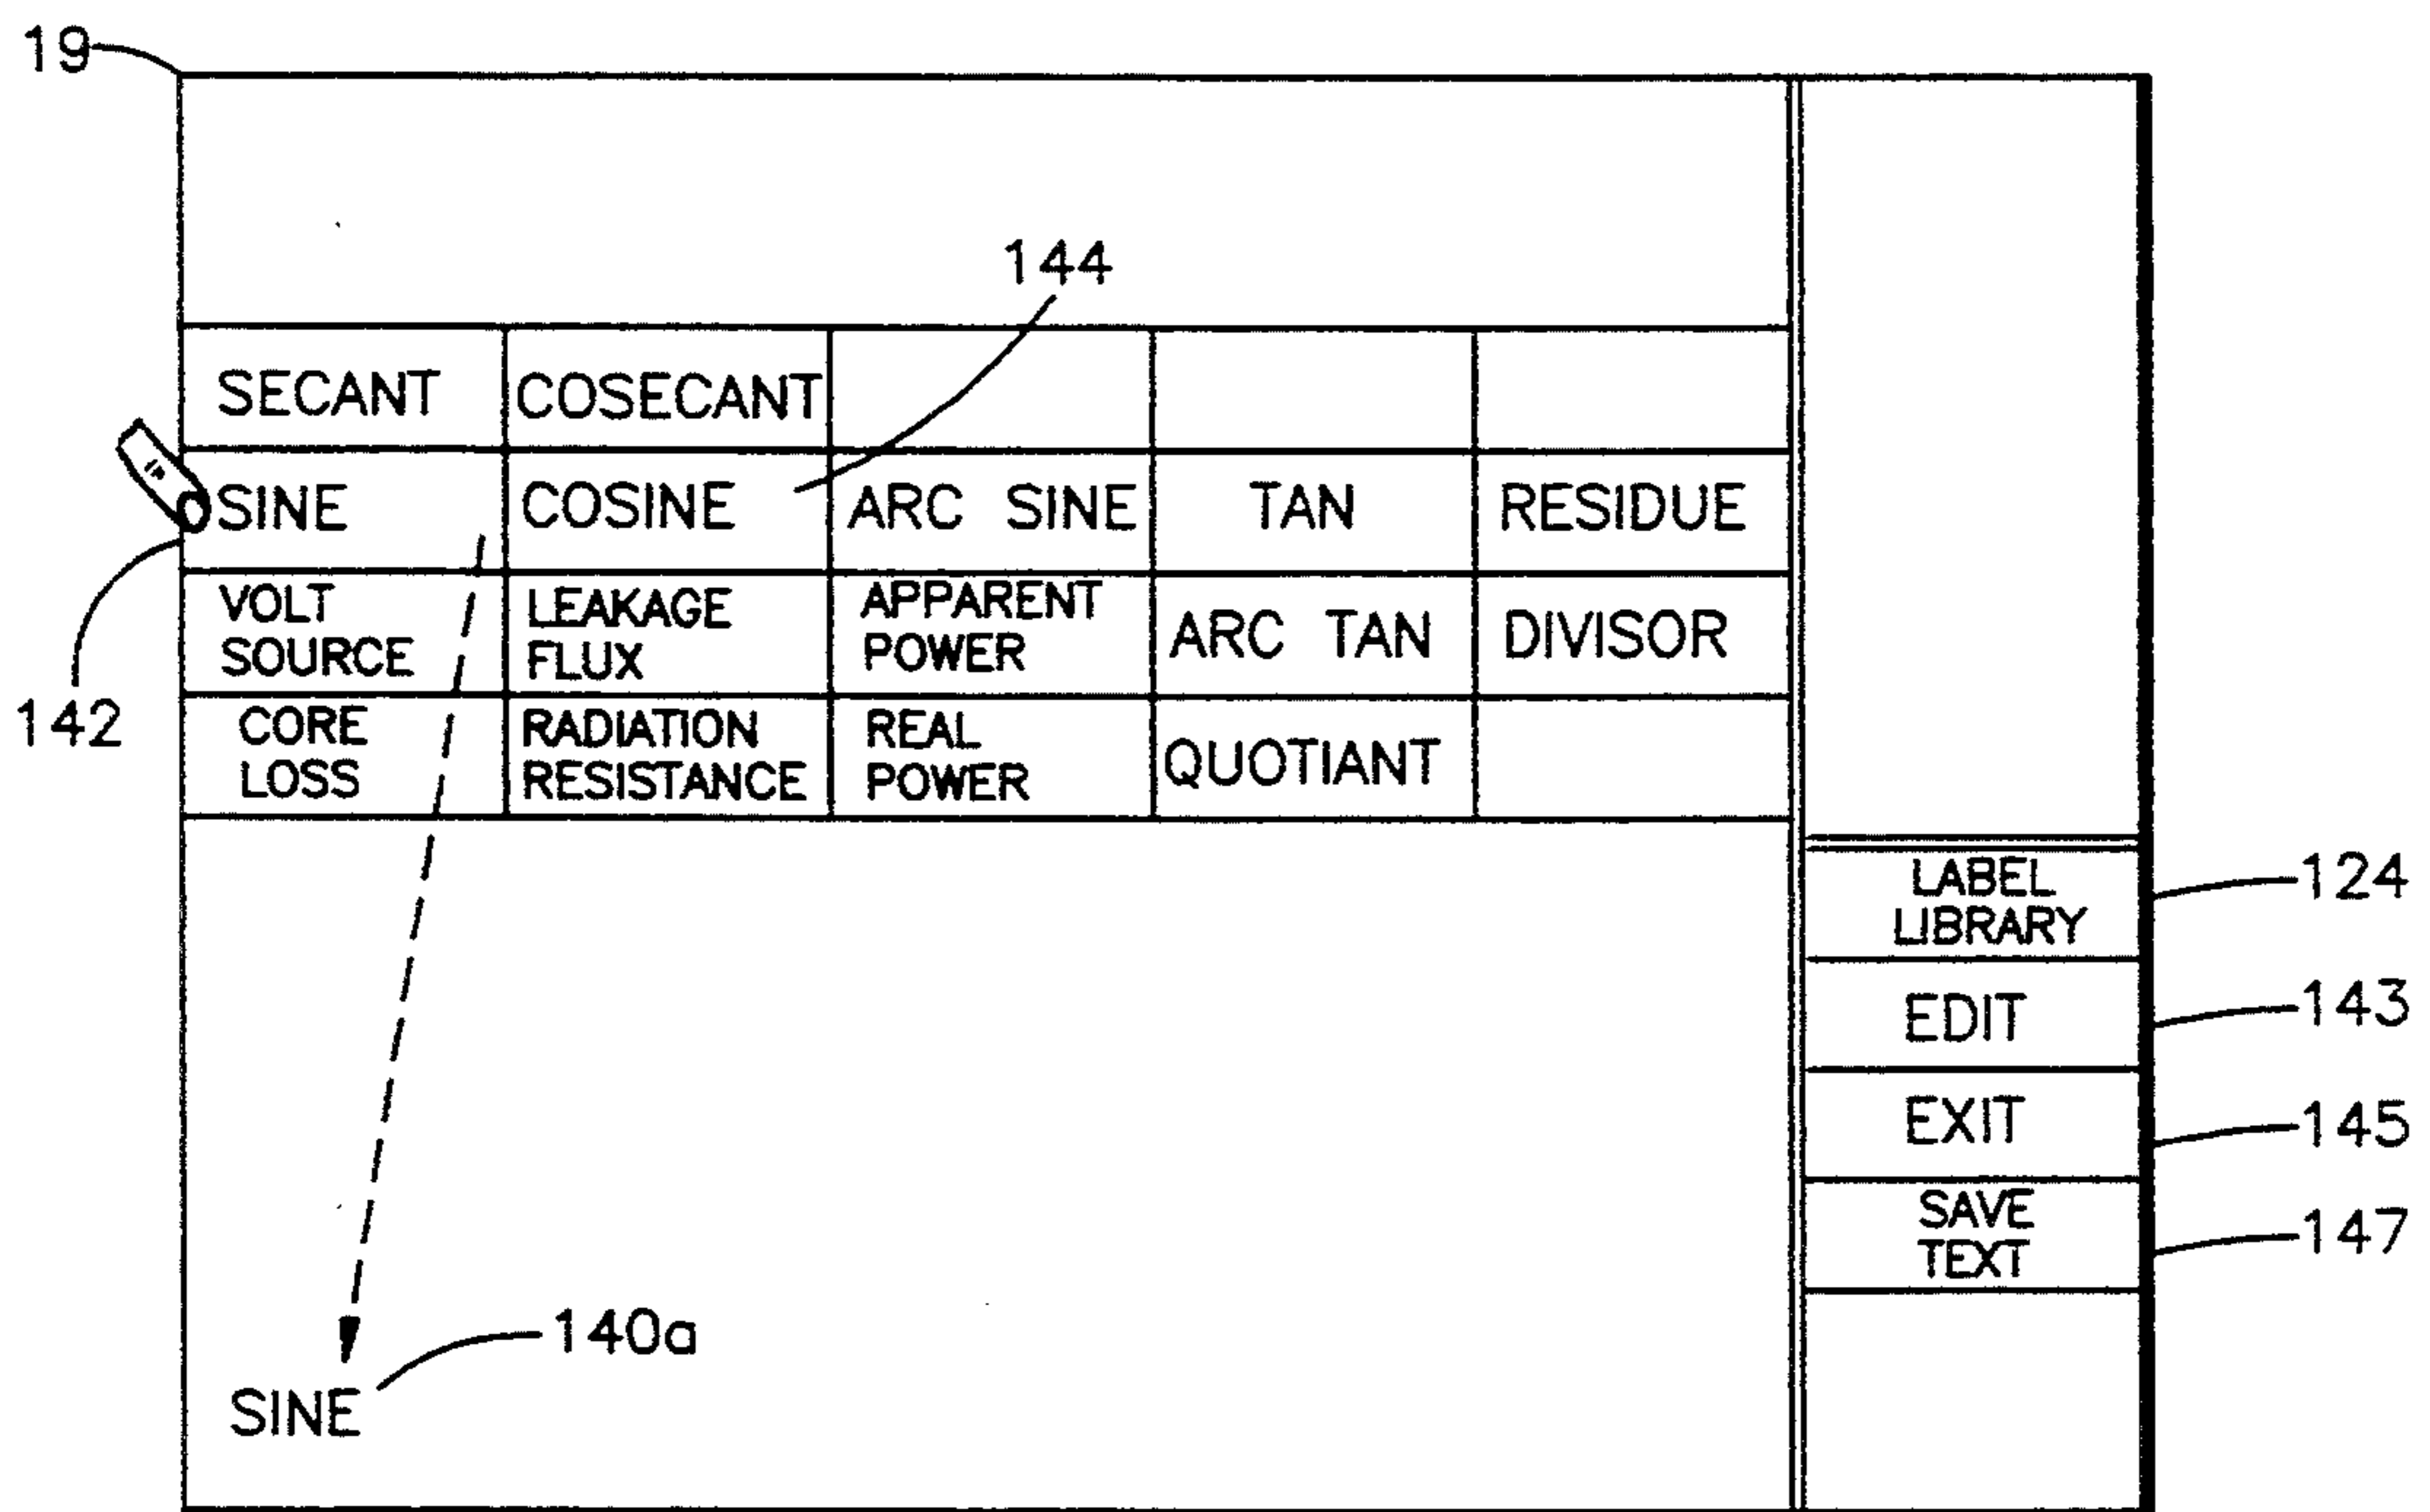 19
144
SECANT COSECANT
SINE COSINE ARC SINE TAN RESIDUE
VOLT SOURCE LEAKAGE FLUX APPARENT POWER ARC TAN DIVISOR
142
CORE LOSS RADIATION RESISTANCE REAL POWER QUOTIANT
LABEL
LIBRARY
124
EDIT 143
EXIT 145
SAVE
TEXT
147
140a
SINE